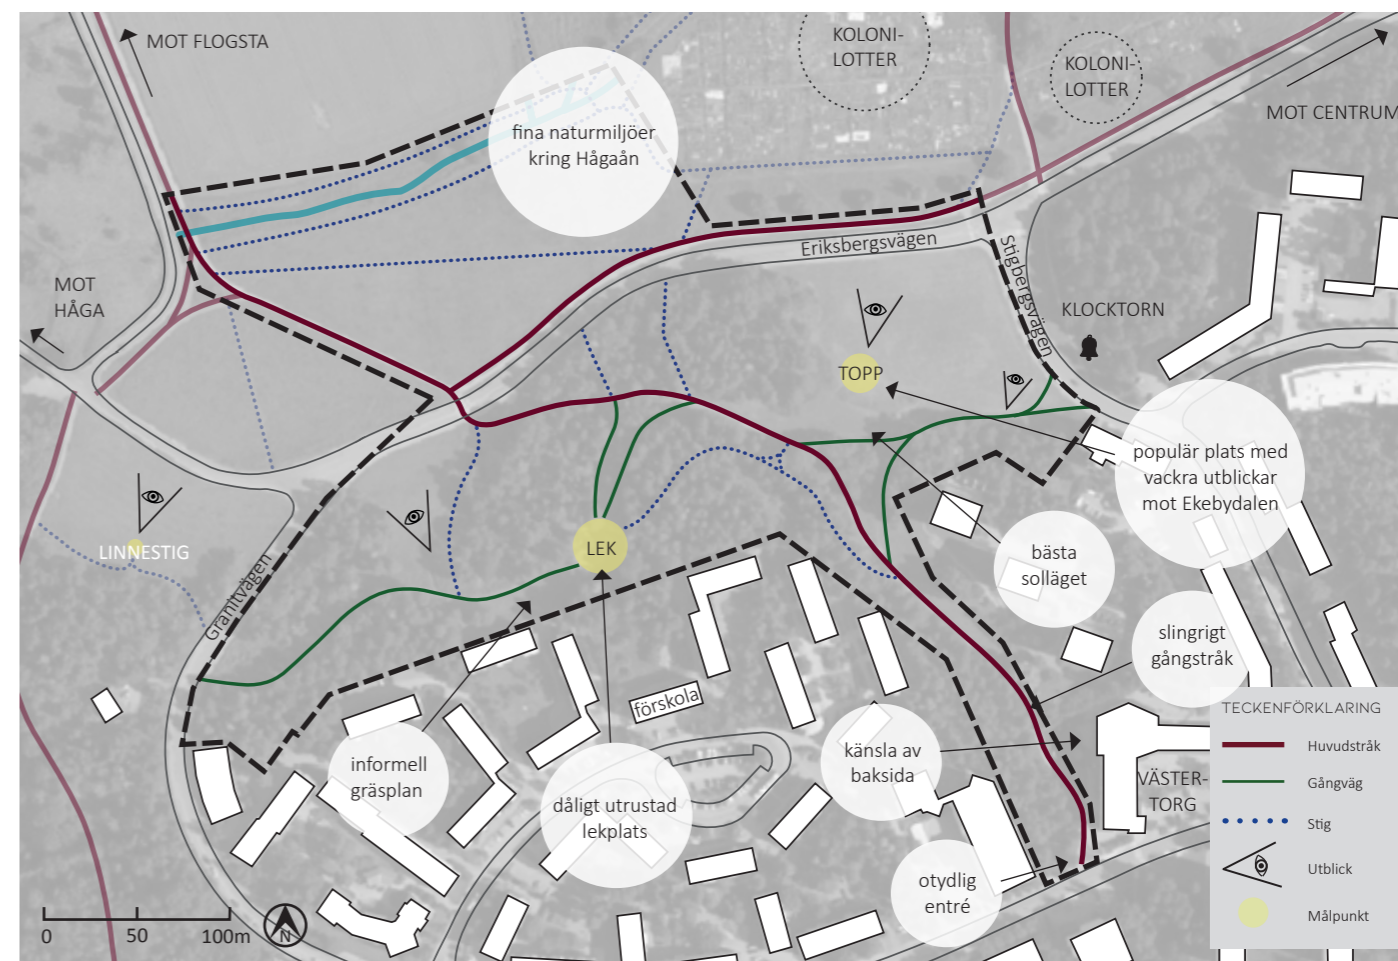 MOT FLOGSTA
KOLONI-
LOTTER
KOLONI-
LOTTER
MOT CENTRUM
fina naturmiljöer
kring Hågaån
Eriksbergsvägen
Stigbergsvägen
MOT
HÅGA
KLOCKTORN
TOPP
populär plats med
vackra utblickar
mot Ekebydalen
LINNESTIG
LEK
bästa
solläget
Granitvägen
slingrigt
gångstråk
förskola
känsla av
baksida
informell
gräsplan
dåligt utrustad
lekplats
VÄSTER-
TORG
otydlig
entré
TECKENFÖRKLARING
Huvudstråk
Gångväg
Stig
Utblick
Målpunkt
0 50 100m
N